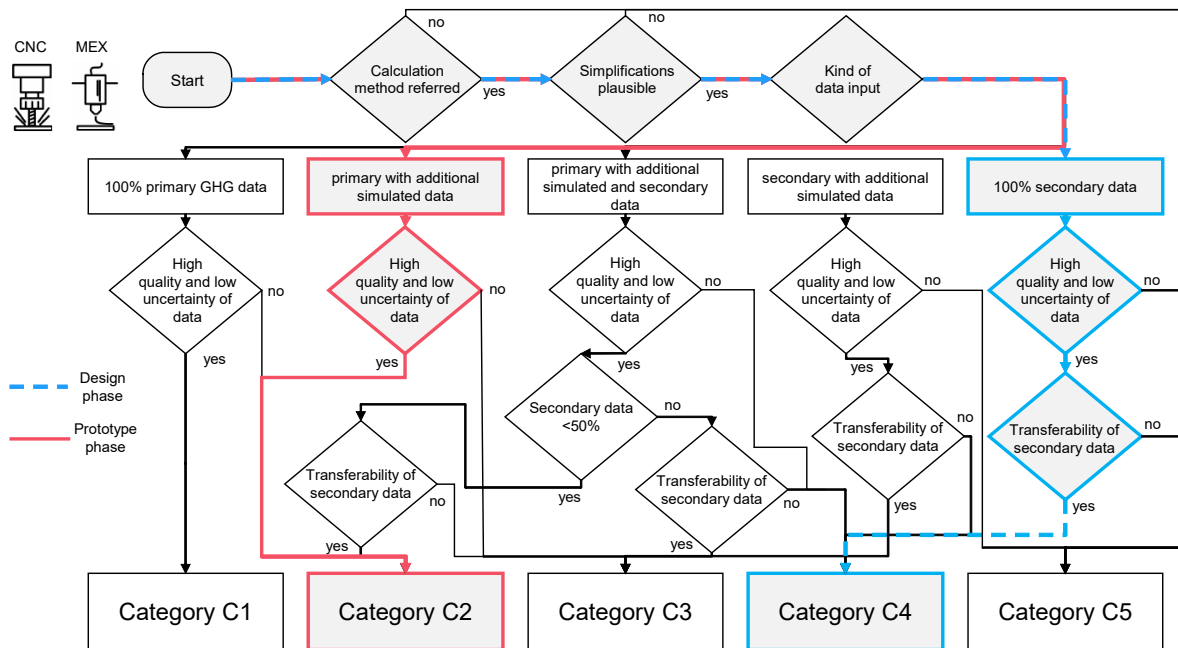 CNC
MEX
Start
Calculation
method referred
no
yes
Simplifications
plausible
no
yes
Kind of
data input
100% primary GHG data
primary with additional
simulated data
primary with additional
simulated and secondary
data
secondary with additional
simulated data
100% secondary data
High
quality and low
uncertainty of
data
no
yes
High
quality and low
uncertainty of
data
no
yes
High
quality and low
uncertainty of
data
no
yes
High
quality and low
uncertainty of
data
no
yes
High
quality and low
uncertainty of
data
no
yes
Design
phase
Prototype
phase
Secondary data
<50%
no
yes
Transferability of
secondary data
no
yes
Transferability of
secondary data
no
yes
Transferability of
secondary data
no
yes
Transferability of
secondary data
no
yes
Category C1
Category C2
Category C3
Category C4
Category C5